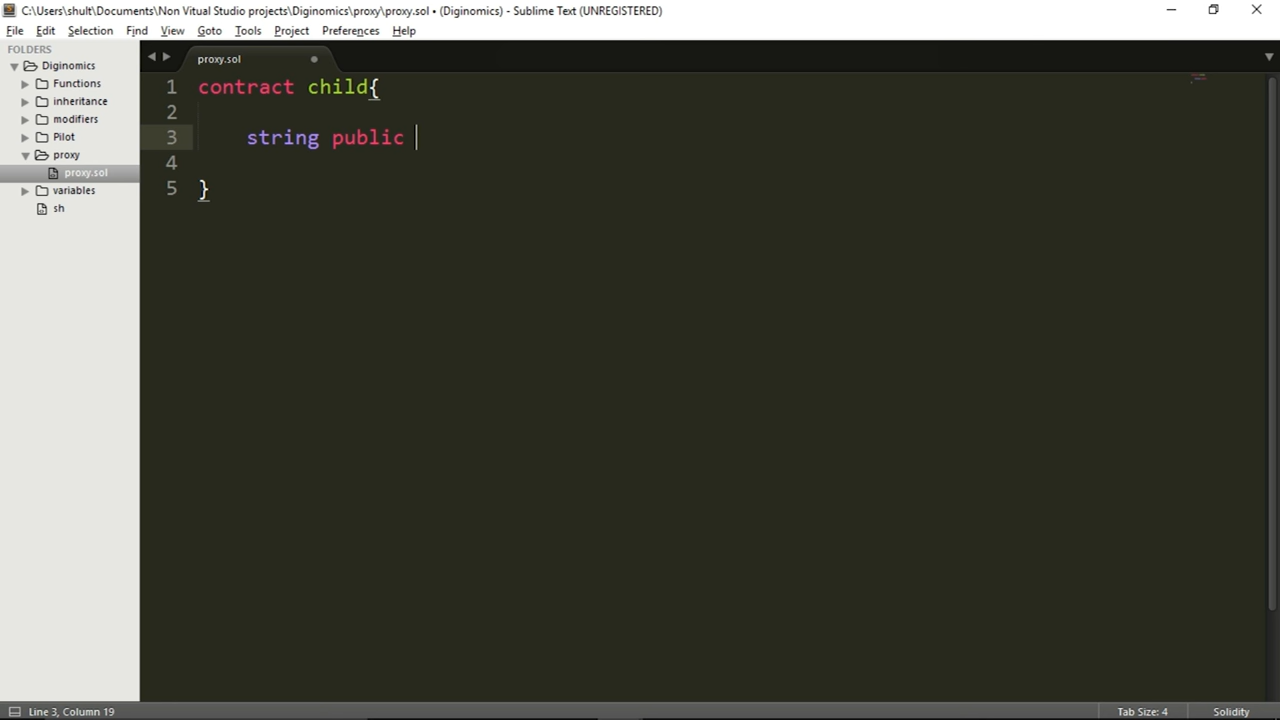 C:\Users\shult\Documents\Non Vitual Studio projects\Diginomics\proxy\proxy.sol • (Diginomics) - Sublime Text (UNREGISTERED)
File Edit Selection Find View Goto Tools Project Preferences Help
FOLDERS
Diginomics
Functions
inheritance
modifiers
Pilot
proxy
proxy.sol
variables
sh
proxy.sol
1 contract child{
2
3 string public
4
5 }
Line 3, Column 19
Tab Size: 4
Solidity